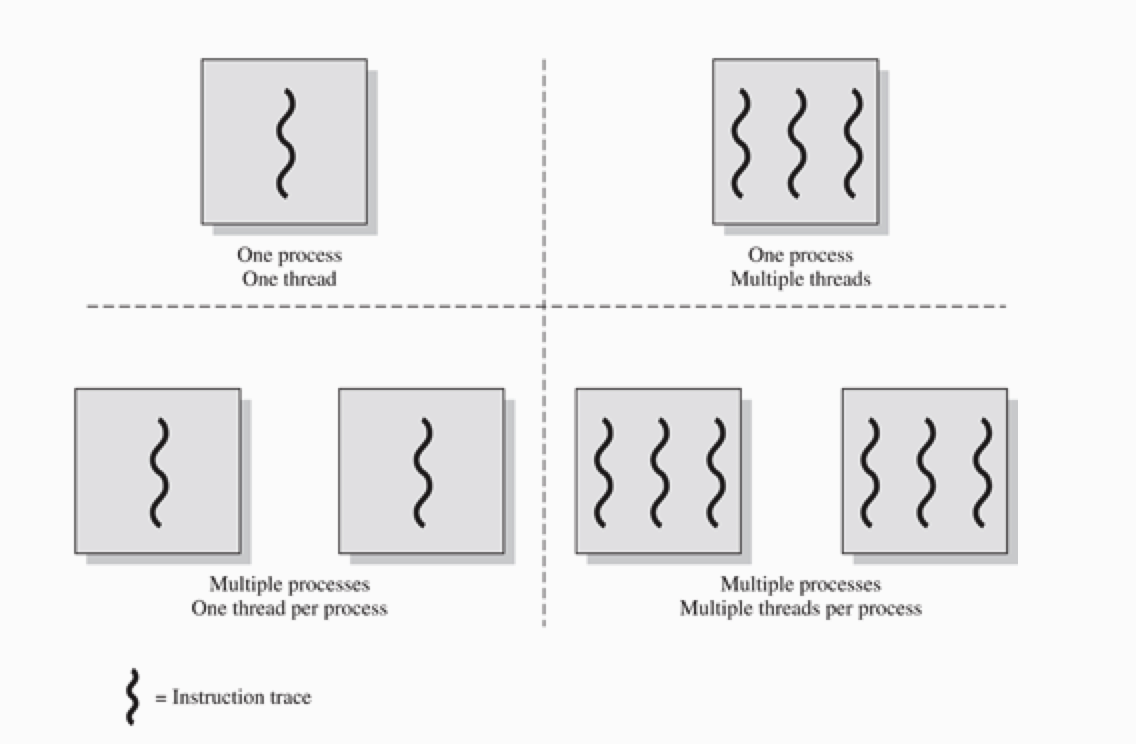 One process
One thread
One process
Multiple threads
Multiple processes
One thread per process
Multiple processes
Multiple threads per process
= Instruction trace